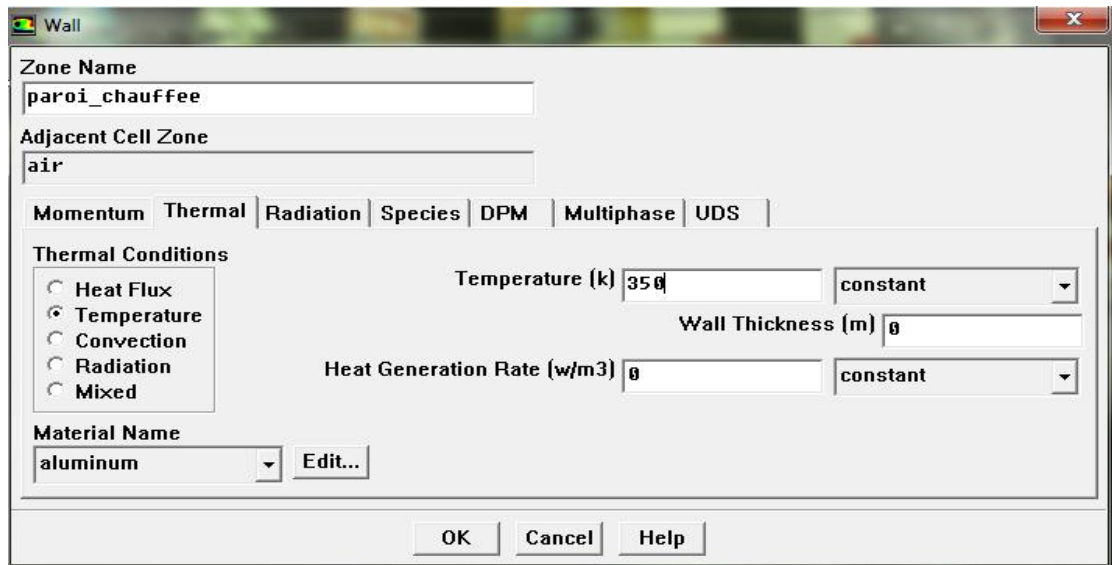 Wall
Zone Name
paroi_chauffee
Adjacent Cell Zone
air
Momentum Thermal Radiation Species DPM Multiphase UDS
Thermal Conditions
Heat Flux
Temperature
Convection
Radiation
Mixed
Temperature (k) 350 constant
Wall Thickness (m) 0
Heat Generation Rate (w/m3) 0 constant
Material Name
aluminum Edit...
OK Cancel Help